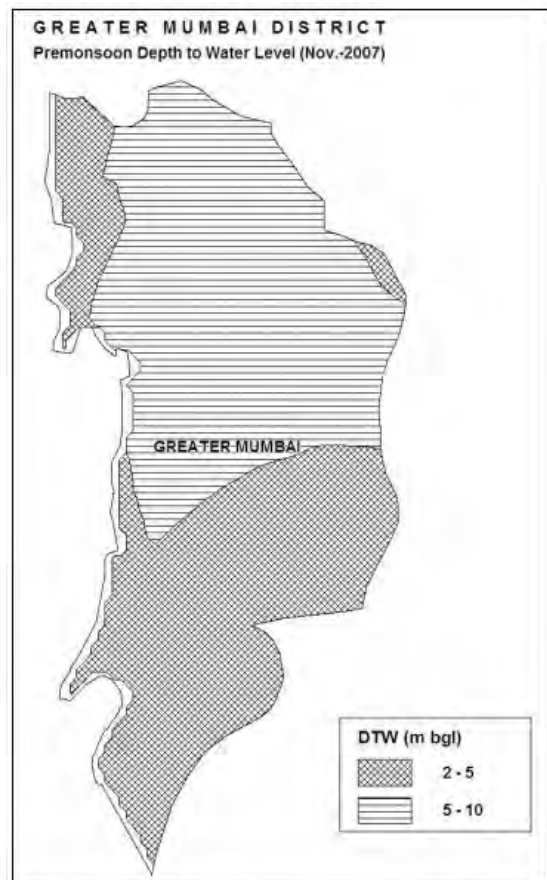 GREATER MUMBAI DISTRICT
Premonsoon Depth to Water Level (Nov.-2007)
GREATER MUMBAI
DTW (m bgl)
2 - 5
5 - 10